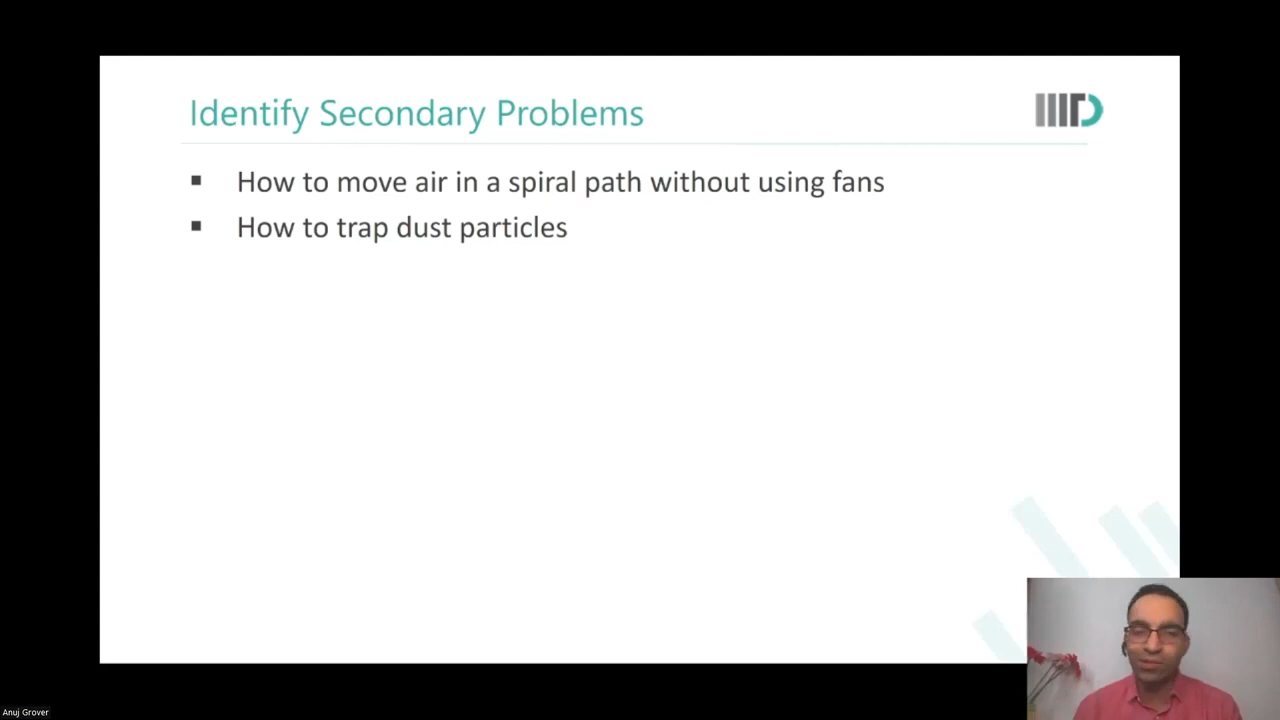 Identify Secondary Problems
▪ How to move air in a spiral path without using fans
▪ How to trap dust particles
Anuj Grover